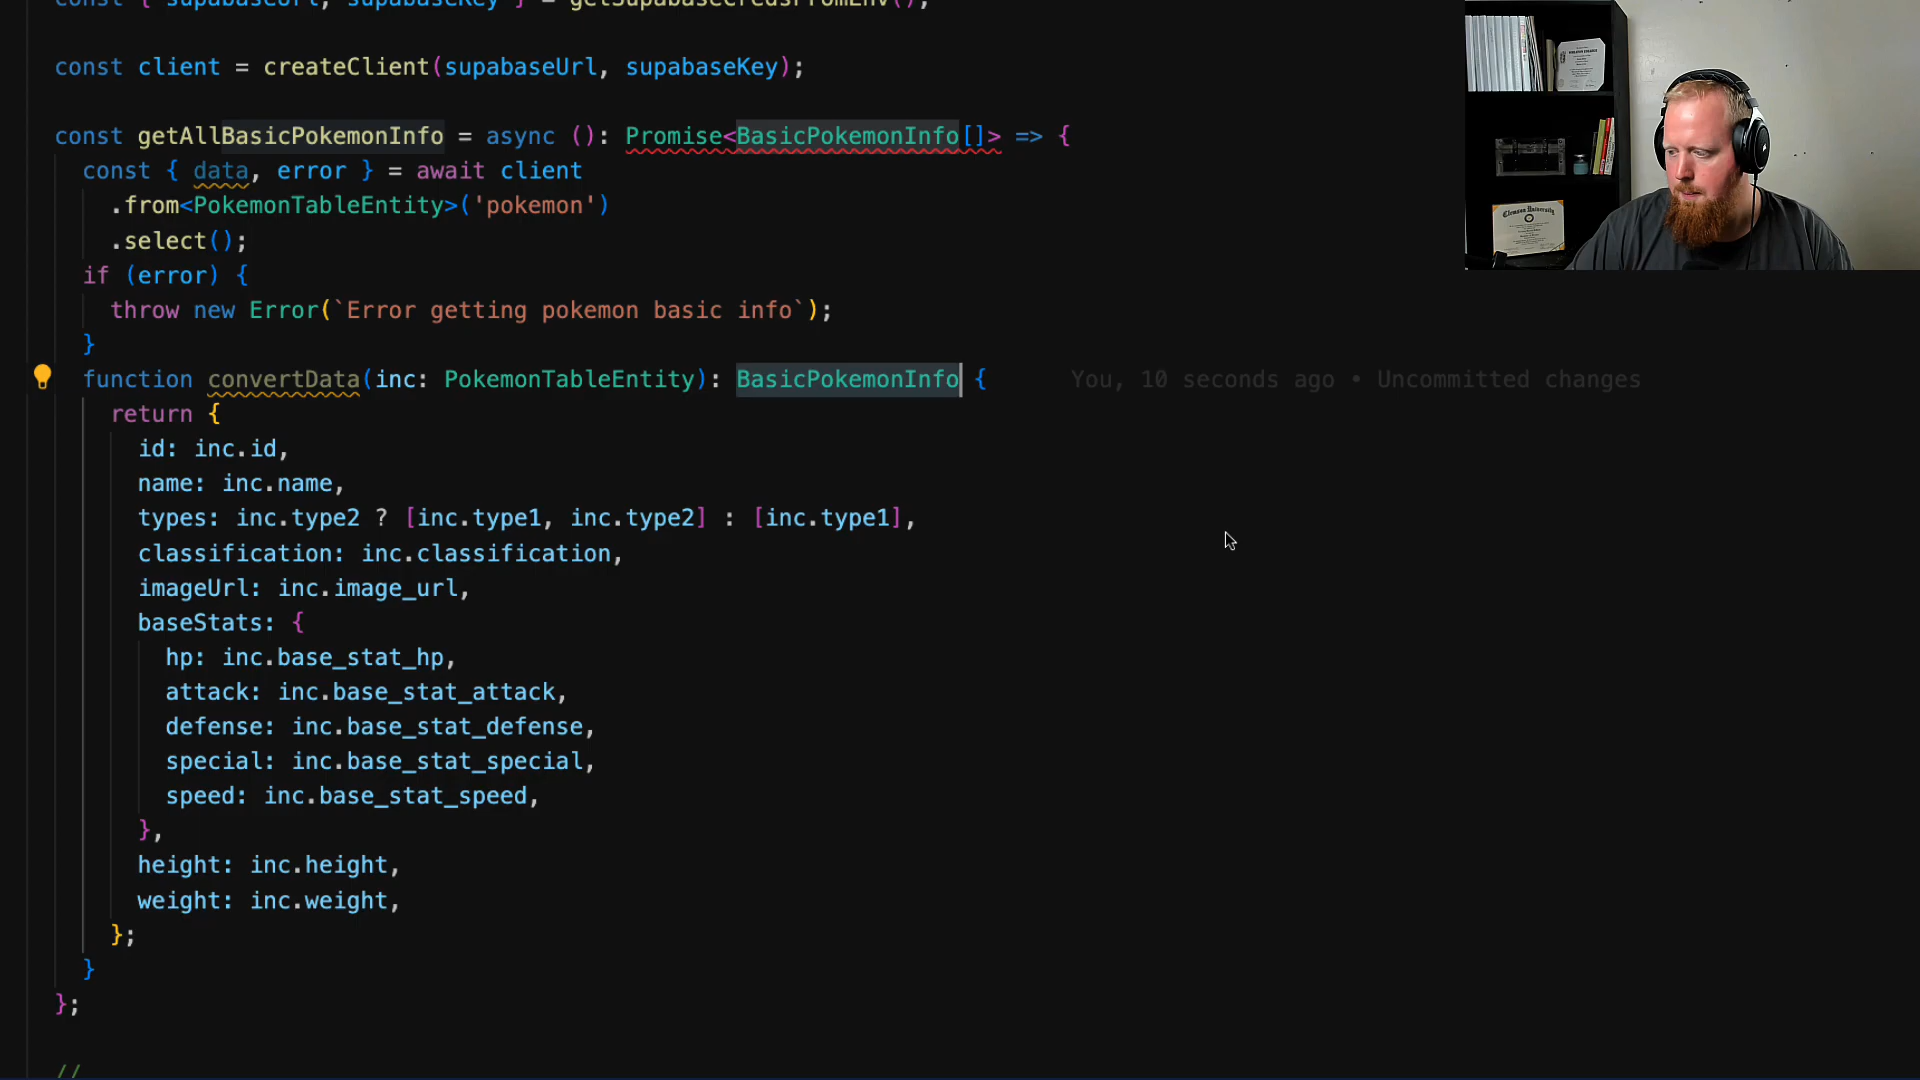 const { supabaseUrl, supabaseKey } = getSupabaseCredsFromEnv();
const client = createClient(supabaseUrl, supabaseKey);
const getAllBasicPokemonInfo = async (): Promise<BasicPokemonInfo[]> => {
const { data, error } = await client
.from<PokemonTableEntity>('pokemon')
.select();
if (error) {
throw new Error(`Error getting pokemon basic info`);
}
function convertData(inc: PokemonTableEntity): BasicPokemonInfo { You, 10 seconds ago • Uncommitted changes
return {
id: inc.id,
name: inc.name,
types: inc.type2 ? [inc.type1, inc.type2] : [inc.type1],
classification: inc.classification,
imageUrl: inc.image_url,
baseStats: {
hp: inc.base_stat_hp,
attack: inc.base_stat_attack,
defense: inc.base_stat_defense,
special: inc.base_stat_special,
speed: inc.base_stat_speed,
},
height: inc.height,
weight: inc.weight,
};
}
};
//
Clemson University